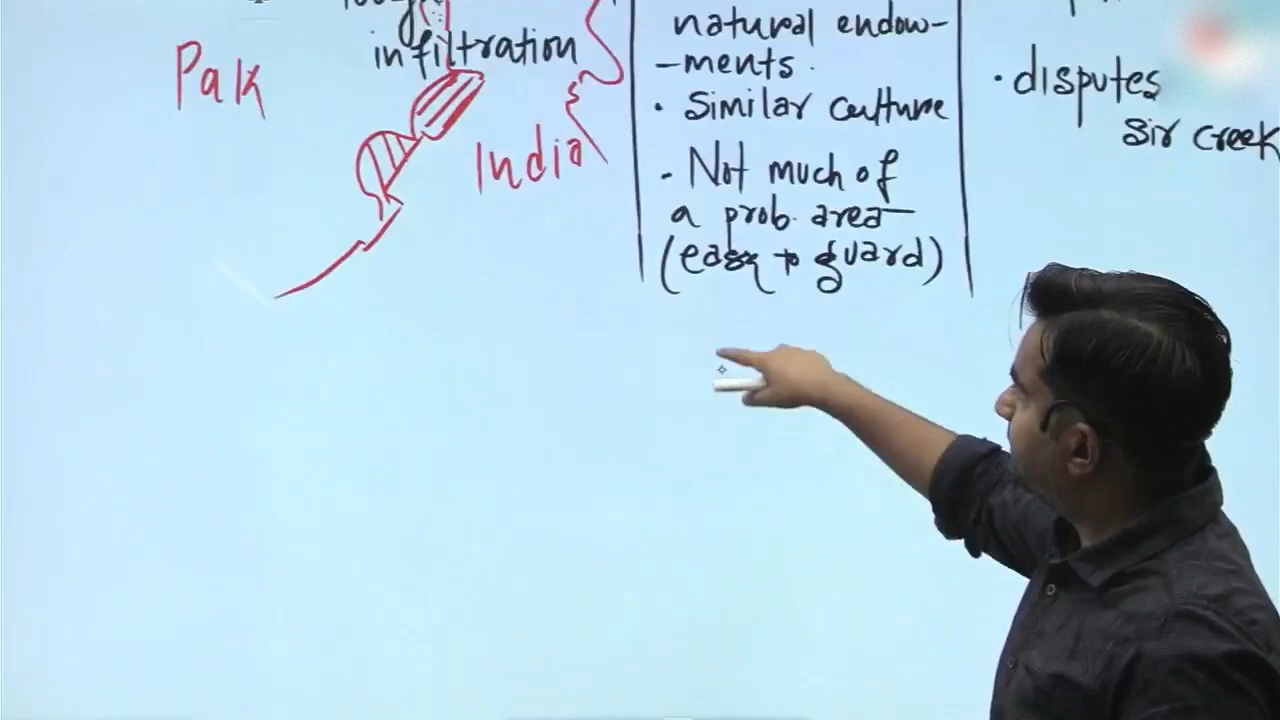 infiltration
Pak
India
natural endow-
-ments.
• Similar culture
• Not much of
a prob. area
(easy to guard)
• disputes
Sir Creek